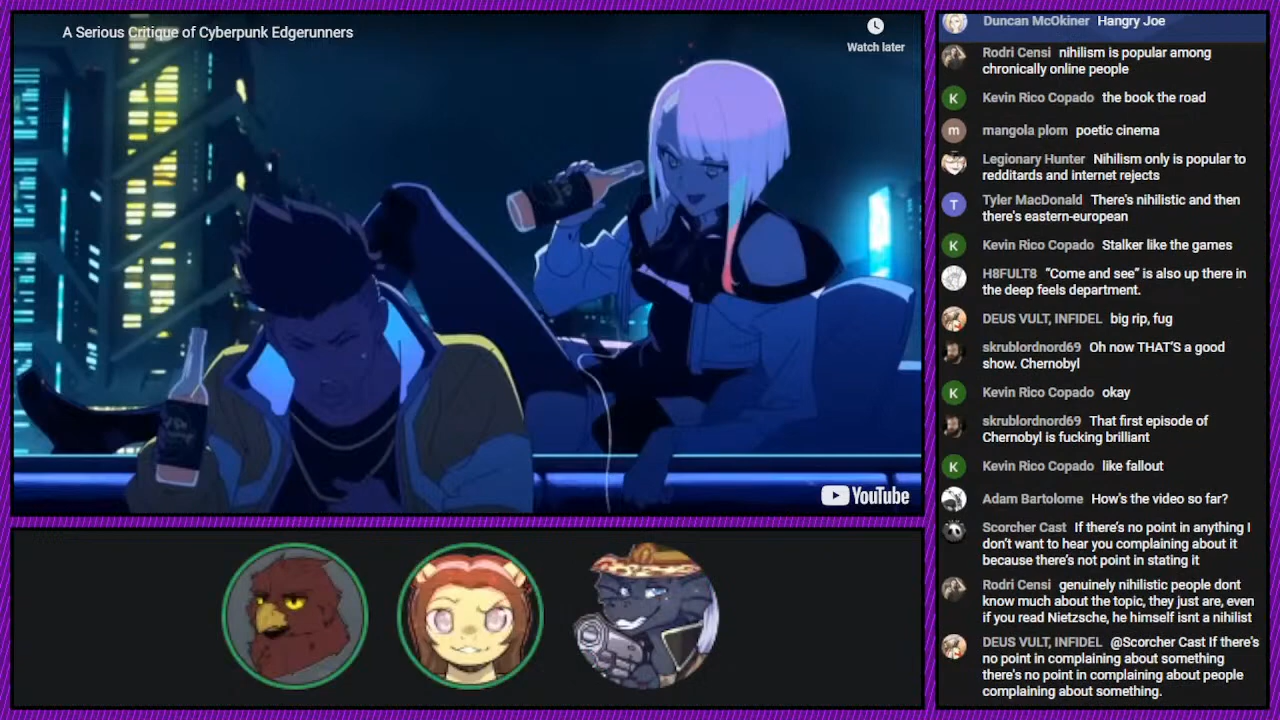 A Serious Critique of Cyberpunk Edgerunners
Watch later
YouTube
Duncan McOkiner Hangry Joe
Rodri Censi nihilism is popular among
chronically online people
K Kevin Rico Copado the book the road
m mangola plom poetic cinema
Legionary Hunter Nihilism only is popular to
redditards and internet rejects
T Tyler MacDonald There's nihilistic and then
there's eastern-european
K Kevin Rico Copado Stalker like the games
H8FULT8 “Come and see” is also up there in
the deep feels department.
DEUS VULT, INFIDEL big rip, fug
skrublordnord69 Oh now THAT'S a good
show. Chernobyl
K Kevin Rico Copado okay
skrublordnord69 That first episode of
Chernobyl is fucking brilliant
K Kevin Rico Copado like fallout
Adam Bartolome How's the video so far?
Scorcher Cast If there's no point in anything I
don't want to hear you complaining about it
because there's not point in stating it
Rodri Censi genuinely nihilistic people dont
know much about the topic, they just are, even
if you read Nietzsche, he himself isnt a nihilist
DEUS VULT, INFIDEL @Scorcher Cast If there's
no point in complaining about something
there's no point in complaining about people
complaining about something.